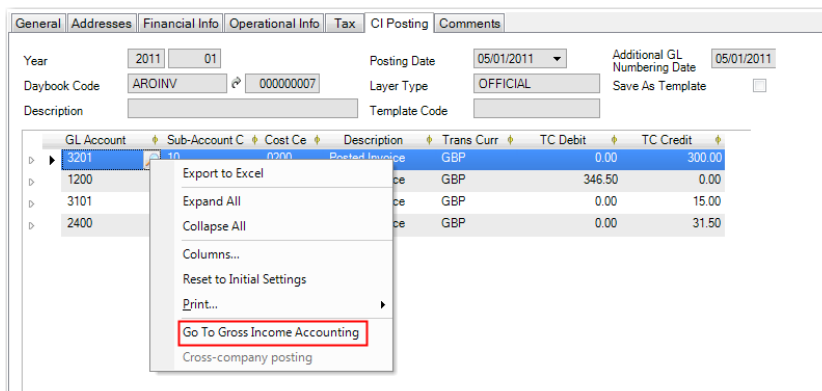 General Addresses Financial Info Operational Info Tax CI Posting Comments
Year 2011 01 Posting Date 05/01/2011 Additional GL Numbering Date 05/01/2011
Daybook Code AROINV 000000007 Layer Type OFFICIAL Save As Template
Description Template Code
GL Account Sub-Account C Cost Ce Description Trans Curr TC Debit TC Credit
3201 10 0200 Posted Invoice GBP 0.00 300.00
1200 ce GBP 346.50 0.00
3101 ce GBP 0.00 15.00
2400 ce GBP 0.00 31.50
Export to Excel
Expand All
Collapse All
Columns...
Reset to Initial Settings
Print...
Go To Gross Income Accounting
Cross-company posting